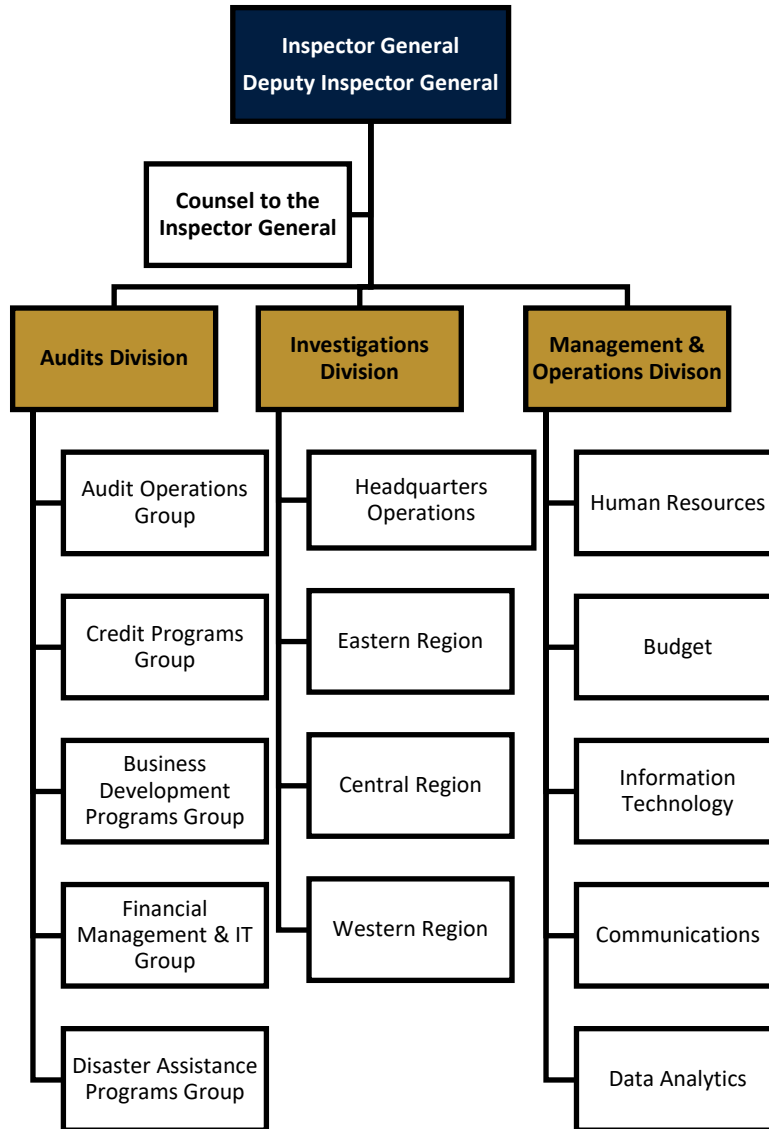 Inspector General
Deputy Inspector General
Counsel to the
Inspector General
Audits Division
Investigations
Division
Management &
Operations Divison
Audit Operations
Group
Credit Programs
Group
Business
Development
Programs Group
Financial
Management & IT
Group
Disaster Assistance
Programs Group
Headquarters
Operations
Eastern Region
Central Region
Western Region
Human Resources
Budget
Information
Technology
Communications
Data Analytics